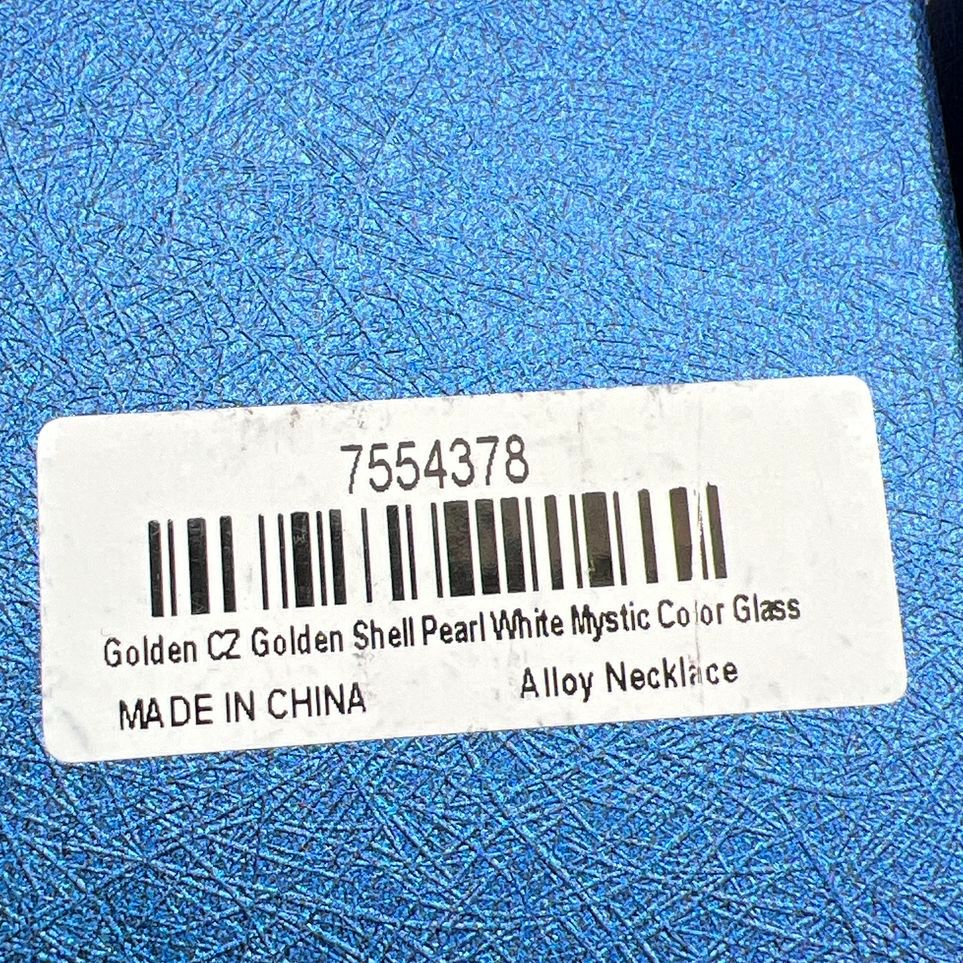 7554378
Golden CZ Golden Shell Pearl White Mystic Color Glass
MADE IN CHINA
Alloy Necklace